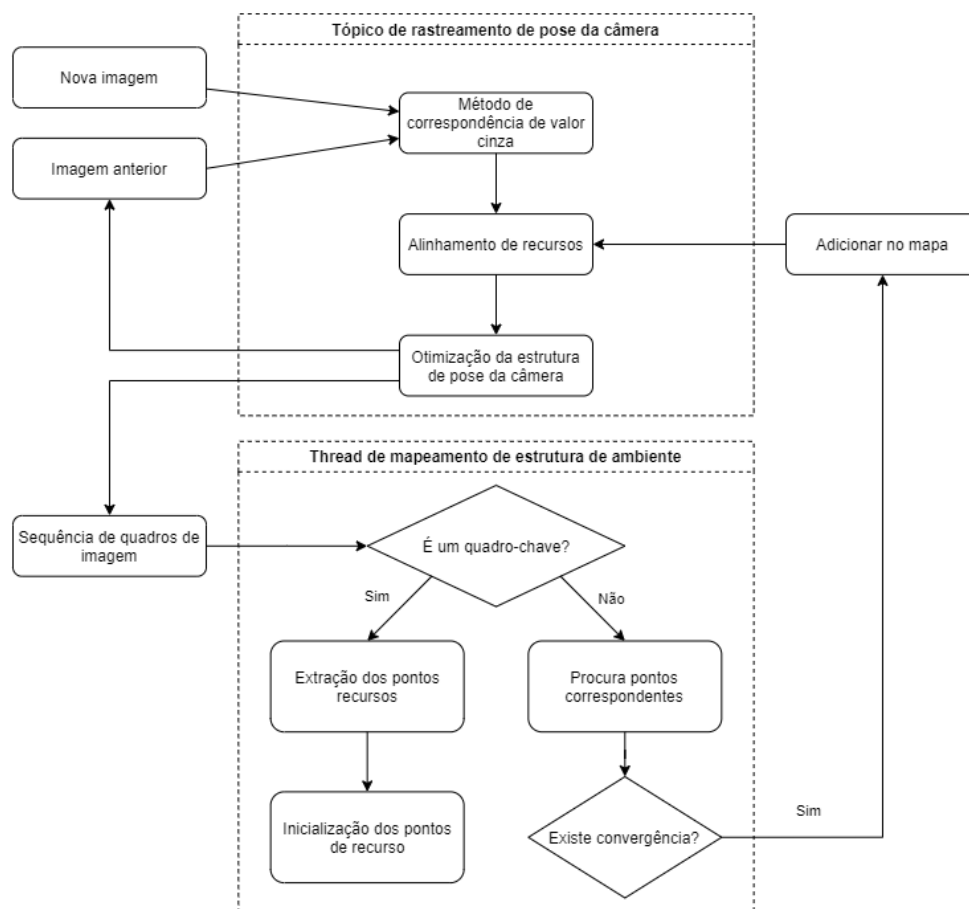 Tópico de rastreamento de pose da câmera
Nova imagem
Método de
correspondência de valor
cinza
Imagem anterior
Alinhamento de recursos
Adicionar no mapa
Otimização da estrutura
de pose da câmera
Thread de mapeamento de estrutura de ambiente
Sequência de quadros de
imagem
É um quadro-chave?
Sim
Não
Extração dos pontos
recursos
Procura pontos
correspondentes
Inicialização dos pontos
de recurso
Existe convergência?
Sim